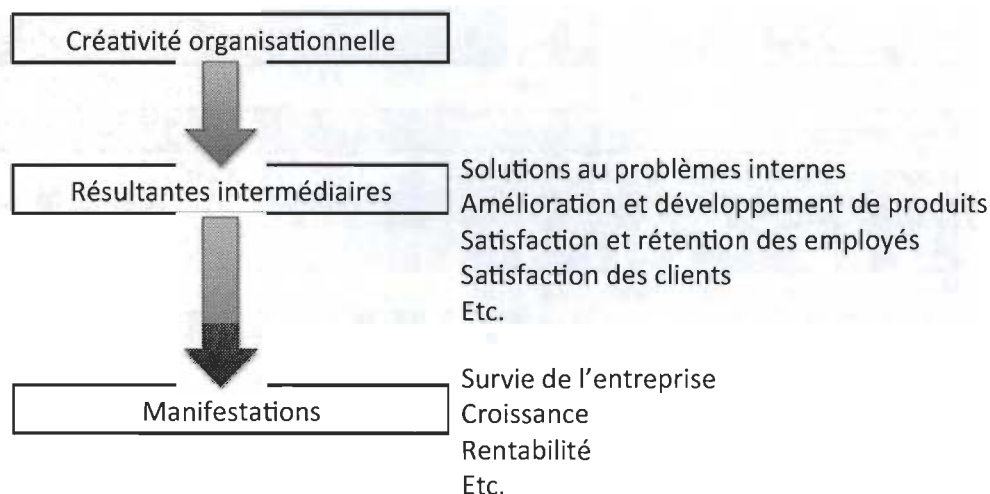 Créativité organisationnelle
Résultantes intermédiaires
Solutions au problèmes internes
Amélioration et développement de produits
Satisfaction et rétention des employés
Satisfaction des clients
Etc.
Manifestations
Survie de l'entreprise
Croissance
Rentabilité
Etc.